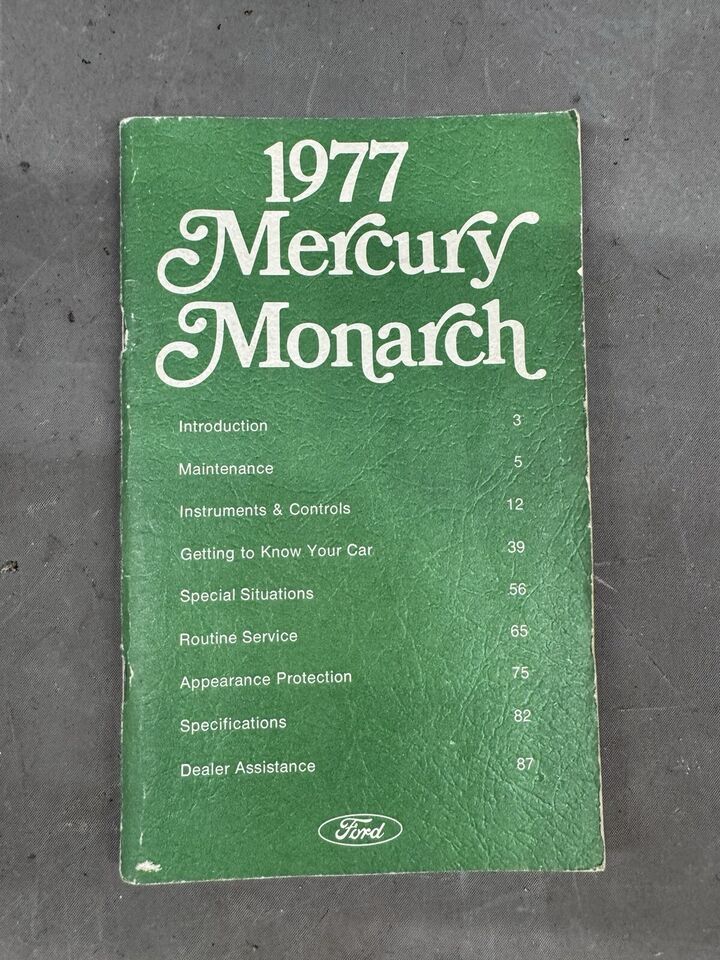 1977
Mercury
Monarch
Introduction 3
Maintenance 5
Instruments & Controls 12
Getting to Know Your Car 39
Special Situations 56
Routine Service 65
Appearance Protection 75
Specifications 82
Dealer Assistance 87
Ford